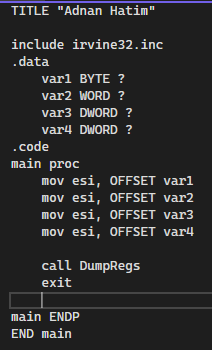 TITLE "Adnan Hatim"
include irvine32.inc
.data
var1 BYTE ?
var2 WORD ?
var3 DWORD ?
var4 DWORD ?
.code
main proc
mov esi, OFFSET var1
mov esi, OFFSET var2
mov esi, OFFSET var3
mov esi, OFFSET var4
call DumpRegs
exit
main ENDP
END main